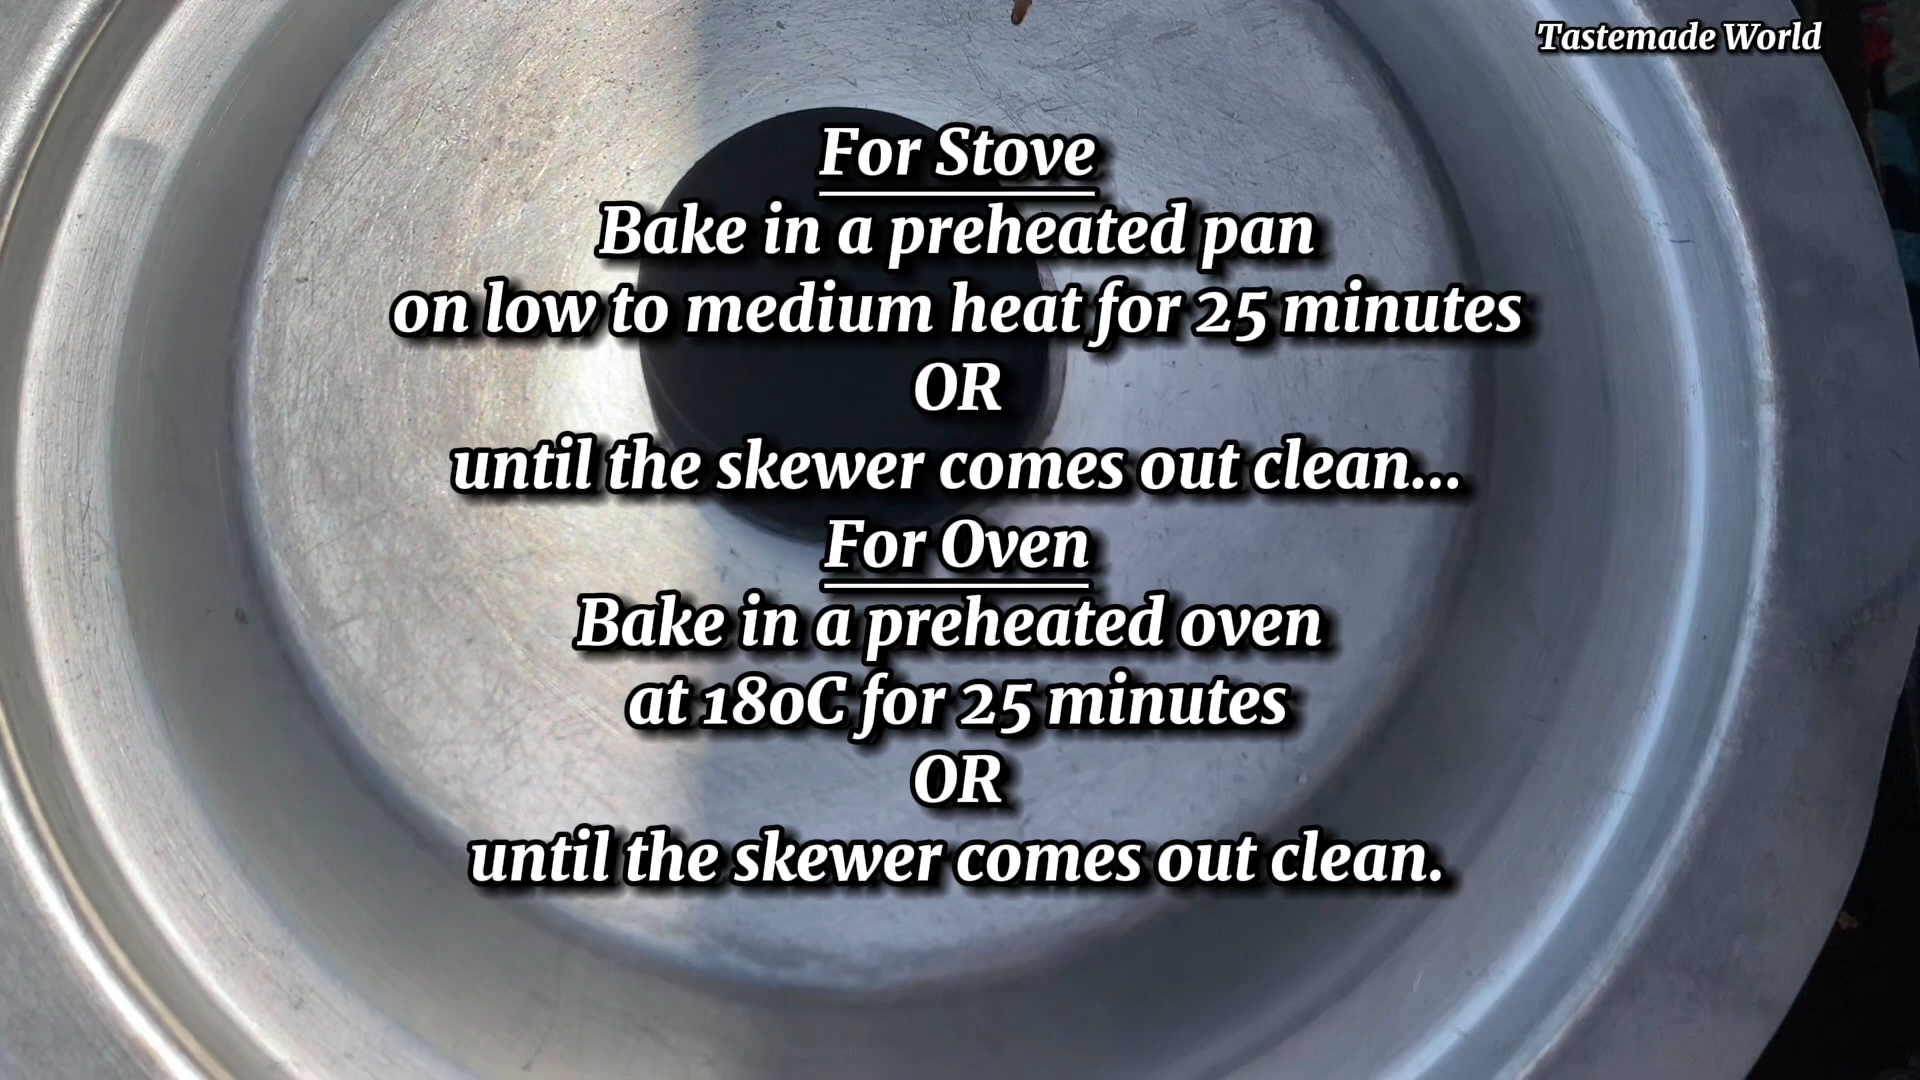 Tastemade World
For Stove
Bake in a preheated pan
on low to medium heat for 25 minutes
OR
until the skewer comes out clean...
For Oven
Bake in a preheated oven
at 180C for 25 minutes
OR
until the skewer comes out clean.